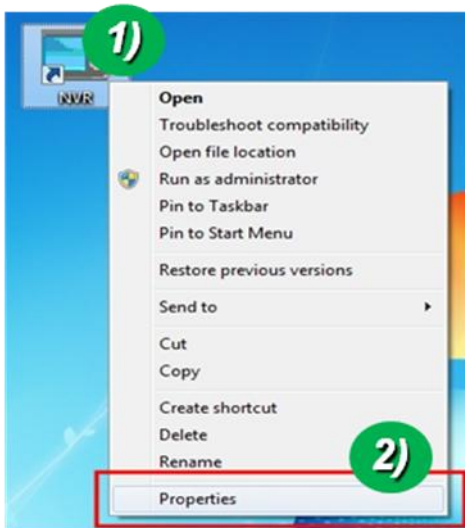 1)
NVR
Open
Troubleshoot compatibility
Open file location
Run as administrator
Pin to Taskbar
Pin to Start Menu
Restore previous versions
Send to
Cut
Copy
Create shortcut
Delete
Rename
2)
Properties